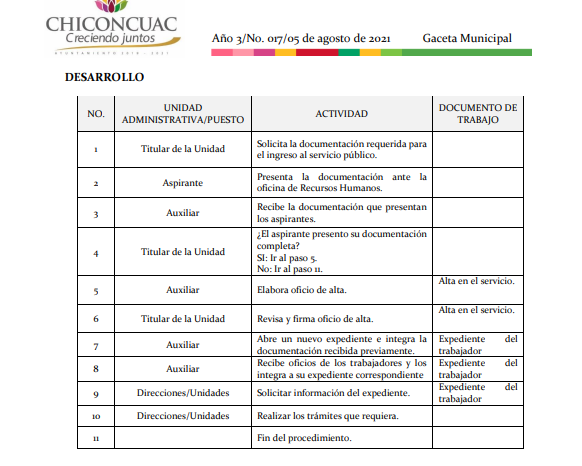 CHICONCUAC
Creciendo juntos
AYUNTAMIENTO 2019 - 2021
Año 3/No. 017/05 de agosto de 2021 Gaceta Municipal
DESARROLLO
NO. UNIDAD ADMINISTRATIVA/PUESTO ACTIVIDAD DOCUMENTO DE TRABAJO
1 Titular de la Unidad Solicita la documentación requerida para
el ingreso al servicio público.
2 Aspirante Presenta la documentación ante la
oficina de Recursos Humanos.
3 Auxiliar Recibe la documentación que presentan
los aspirantes.
4 Titular de la Unidad ¿El aspirante presento su documentación
completa?
SI: Ir al paso 5.
No: Ir al paso 11.
5 Auxiliar Elabora oficio de alta. Alta en el servicio.
6 Titular de la Unidad Revisa y firma oficio de alta. Alta en el servicio.
7 Auxiliar Abre un nuevo expediente e integra la
documentación recibida previamente. Expediente del
trabajador
8 Auxiliar Recibe oficios de los trabajadores y los
integra a su expediente correspondiente Expediente del
trabajador
9 Direcciones/Unidades Solicitar información del expediente. Expediente del
trabajador
10 Direcciones/Unidades Realizar los trámites que requiera.
11 Fin del procedimiento.